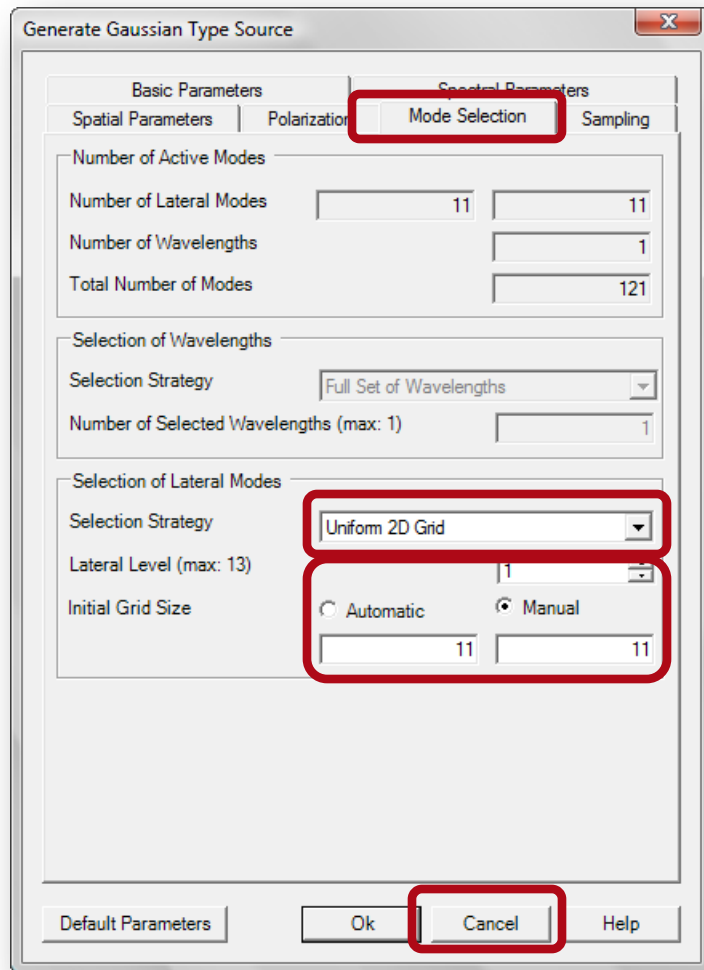 Generate Gaussian Type Source
Basic Parameters Spectral Parameters
Spatial Parameters Polarization Mode Selection Sampling
Number of Active Modes
Number of Lateral Modes 11 11
Number of Wavelengths 1
Total Number of Modes 121
Selection of Wavelengths
Selection Strategy Full Set of Wavelengths
Number of Selected Wavelengths (max: 1) 1
Selection of Lateral Modes
Selection Strategy Uniform 2D Grid
Lateral Level (max: 13) 1
Initial Grid Size Automatic Manual
11 11
Default Parameters Ok Cancel Help